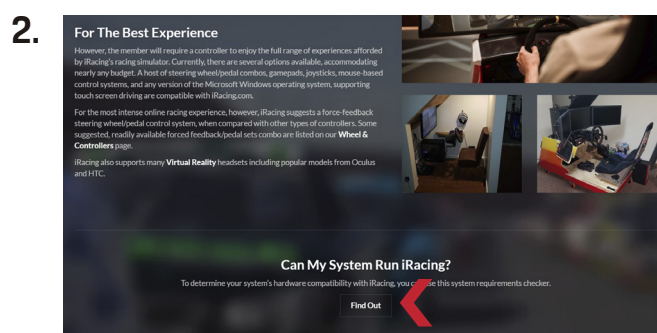 2.
For The Best Experience
However, the member will require a controller to enjoy the full range of experiences afforded
by iRacing's racing simulator. Currently, there are several options available, accommodating
nearly any budget. A host of steering wheel/pedal combos, gamepads, joysticks, mouse-based
control systems, and any version of the Microsoft Windows operating system, supporting
touch screen driving are compatible with iRacing.com.
For the most intense online racing experience, however, iRacing suggests a force-feedback
steering wheel/pedal control system, when compared with other types of controllers. Some
suggested, readily available forced feedback/pedal sets combo are listed on our Wheel &
Controllers page.
iRacing also supports many Virtual Reality headsets including popular models from Oculus
and HTC.
Can My System Run iRacing?
To determine your system's hardware compatibility with iRacing, you this system requirements checker.
Find Out